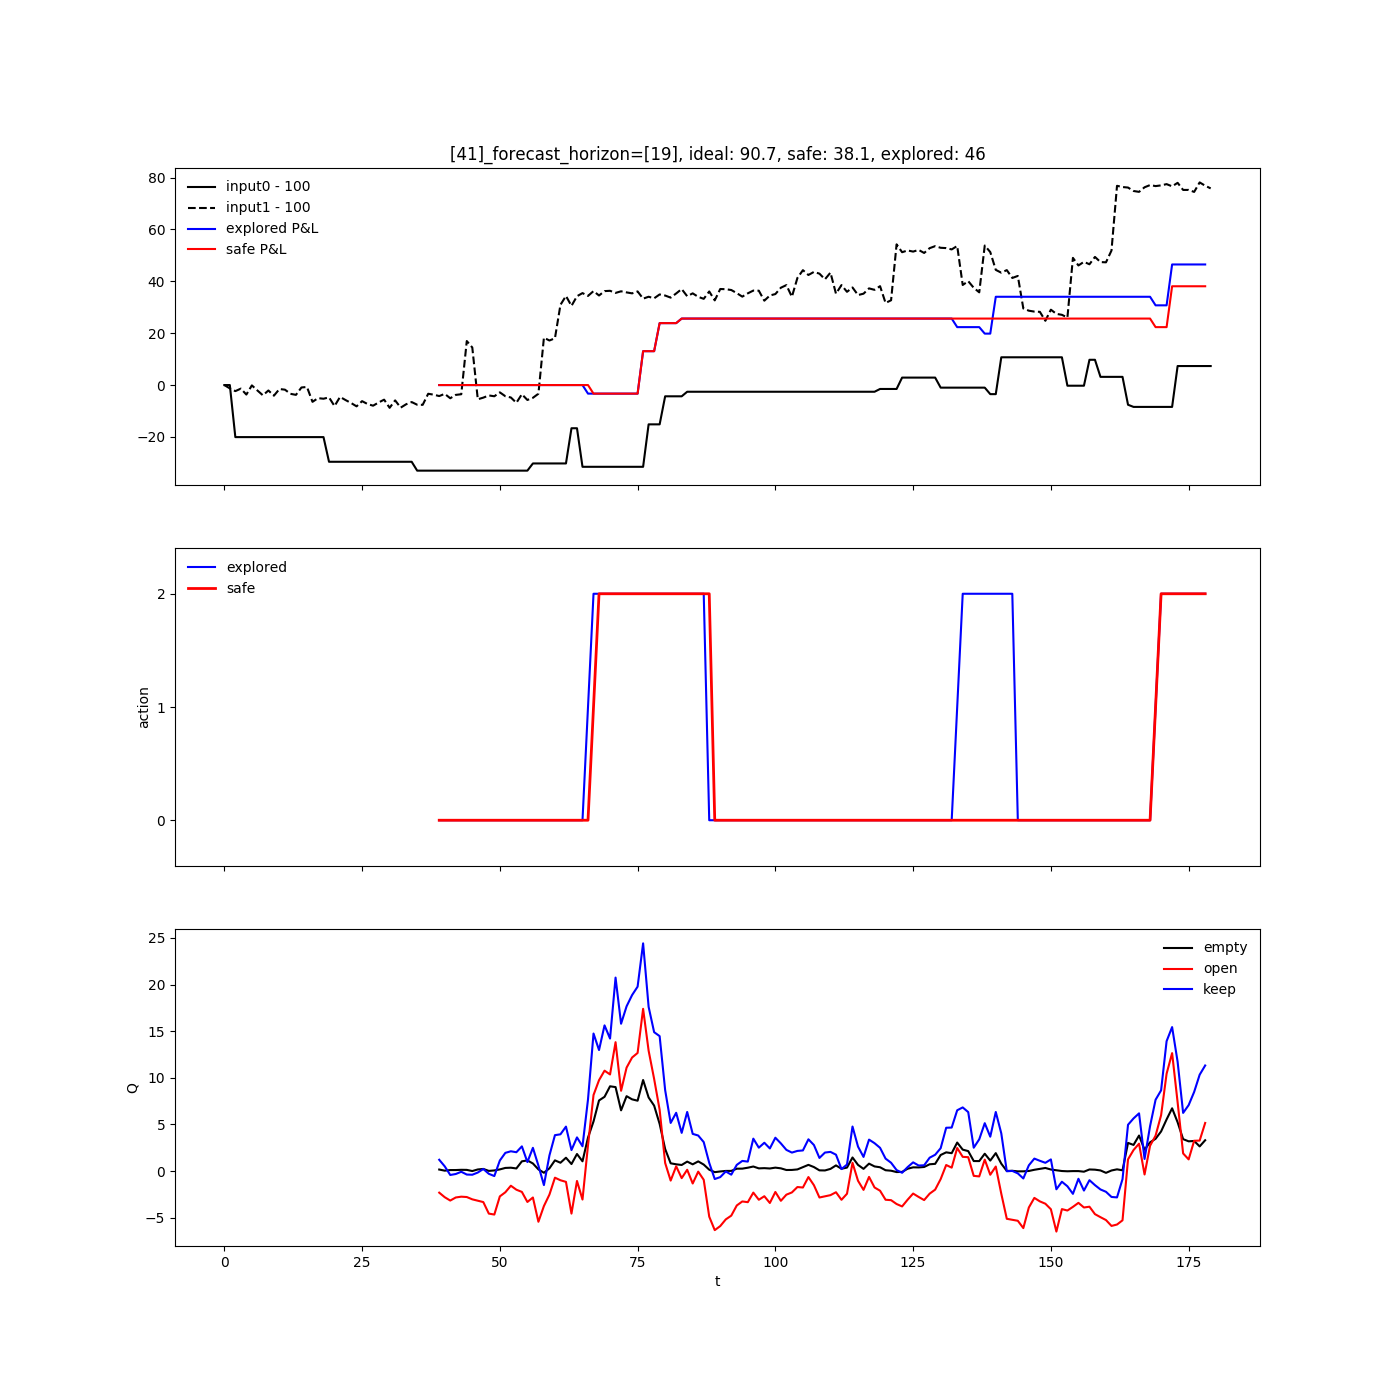 [41]_forecast_horizon=[19], ideal: 90.7, safe: 38.1, explored: 46
80
60
40
20
0
−20
input0 - 100
input1 - 100
explored P&L
safe P&L
2
1
0
action
explored
safe
25
20
15
10
5
0
−5
Q
empty
open
keep
0 25 50 75 100 125 150 175
t